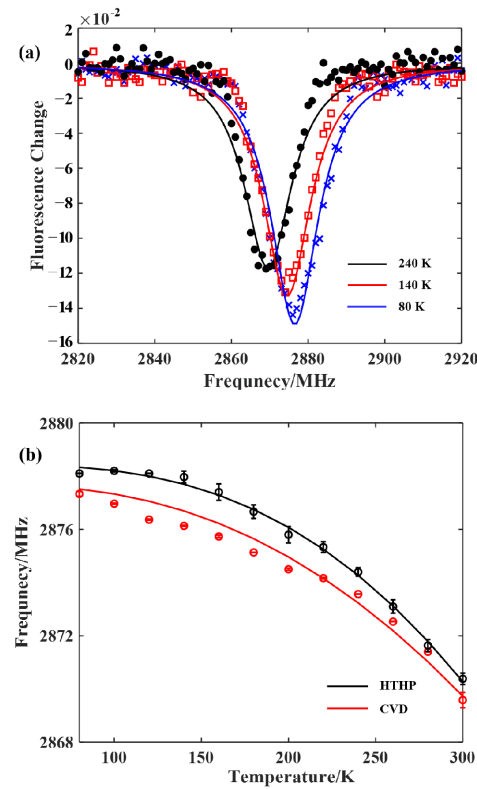 (a)
×10⁻²
2
0
−2
−4
−6
−8
−10
−12
−14
−16
Fluorescence Change
240 K
140 K
80 K
2820 2840 2860 2880 2900 2920
Frequnecy/MHz
(b)
2880
2876
2872
2868
Frequnecy/MHz
HTHP
CVD
100 150 200 250 300
Temperature/K